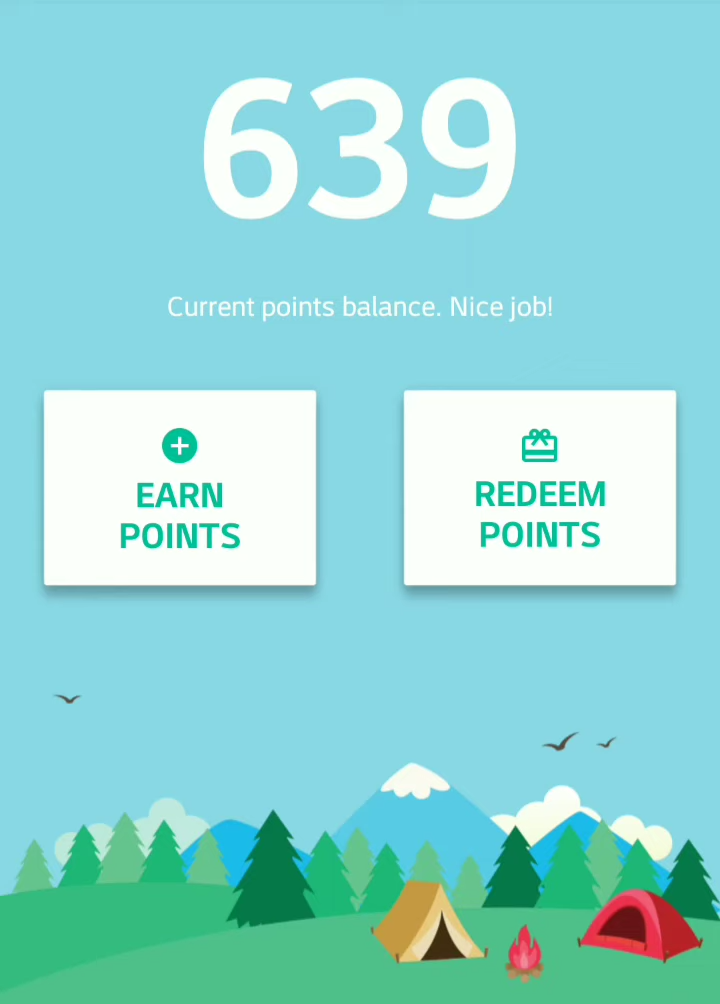 639
Current points balance. Nice job!
EARN
POINTS
REDEEM
POINTS